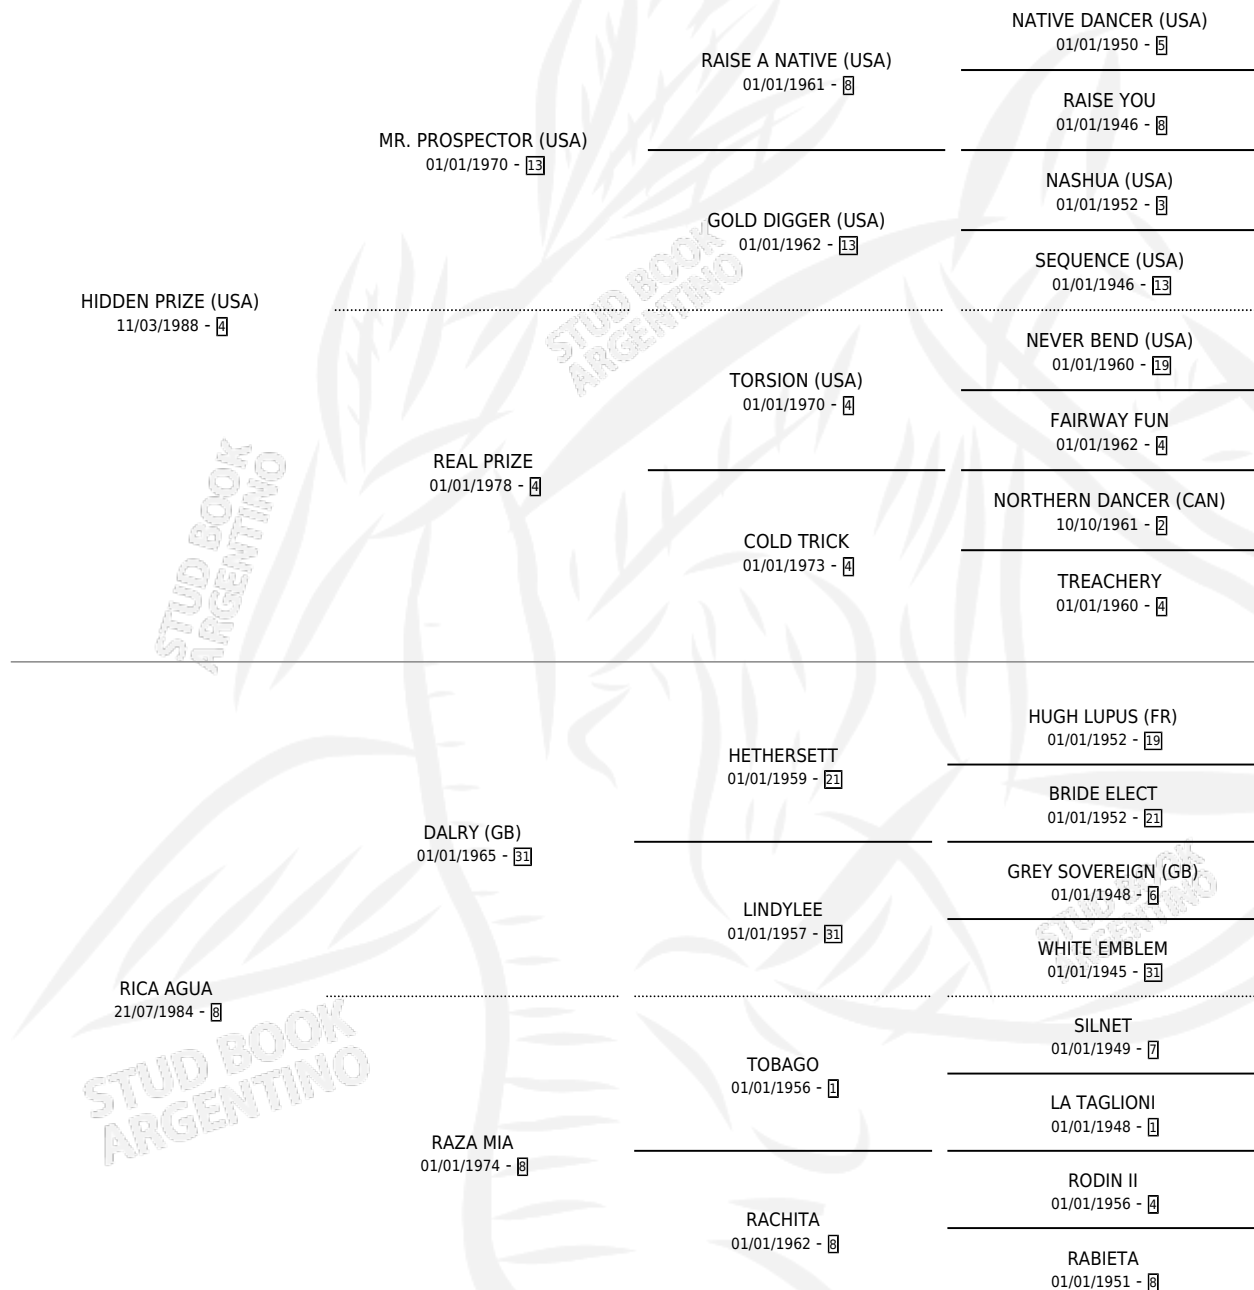 NATIVE DANCER (USA)
01/01/1950 - 5
RAISE A NATIVE (USA)
01/01/1961 - 8
RAISE YOU
01/01/1946 - 8
MR. PROSPECTOR (USA)
01/01/1970 - 13
NASHUA (USA)
01/01/1952 - 3
GOLD DIGGER (USA)
01/01/1962 - 13
SEQUENCE (USA)
01/01/1946 - 13
HIDDEN PRIZE (USA)
11/03/1988 - 4
STUD BOOK
ARGENTINO
NEVER BEND (USA)
01/01/1960 - 19
TORSION (USA)
01/01/1970 - 4
FAIRWAY FUN
01/01/1962 - 4
REAL PRIZE
01/01/1978 - 4
NORTHERN DANCER (CAN)
10/10/1961 - 2
COLD TRICK
01/01/1973 - 4
TREACHERY
01/01/1960 - 4
STUD BOOK
ARGENTINO
HUGH LUPUS (FR)
01/01/1952 - 19
HETHERSETT
01/01/1959 - 21
BRIDE ELECT
01/01/1952 - 21
DALRY (GB)
01/01/1965 - 31
GREY SOVEREIGN (GB)
01/01/1948 - 6
LINDYLEE
01/01/1957 - 31
WHITE EMBLEM
01/01/1945 - 31
STUD BOOK
ARGENTINO
RICA AGUA
21/07/1984 - 8
SILNET
01/01/1949 - 7
TOBAGO
01/01/1956 - 1
LA TAGLIONI
01/01/1948 - 1
STUD BOOK
ARGENTINO
RAZA MIA
01/01/1974 - 8
RODIN II
01/01/1956 - 4
RACHITA
01/01/1962 - 8
RABIETA
01/01/1951 - 8